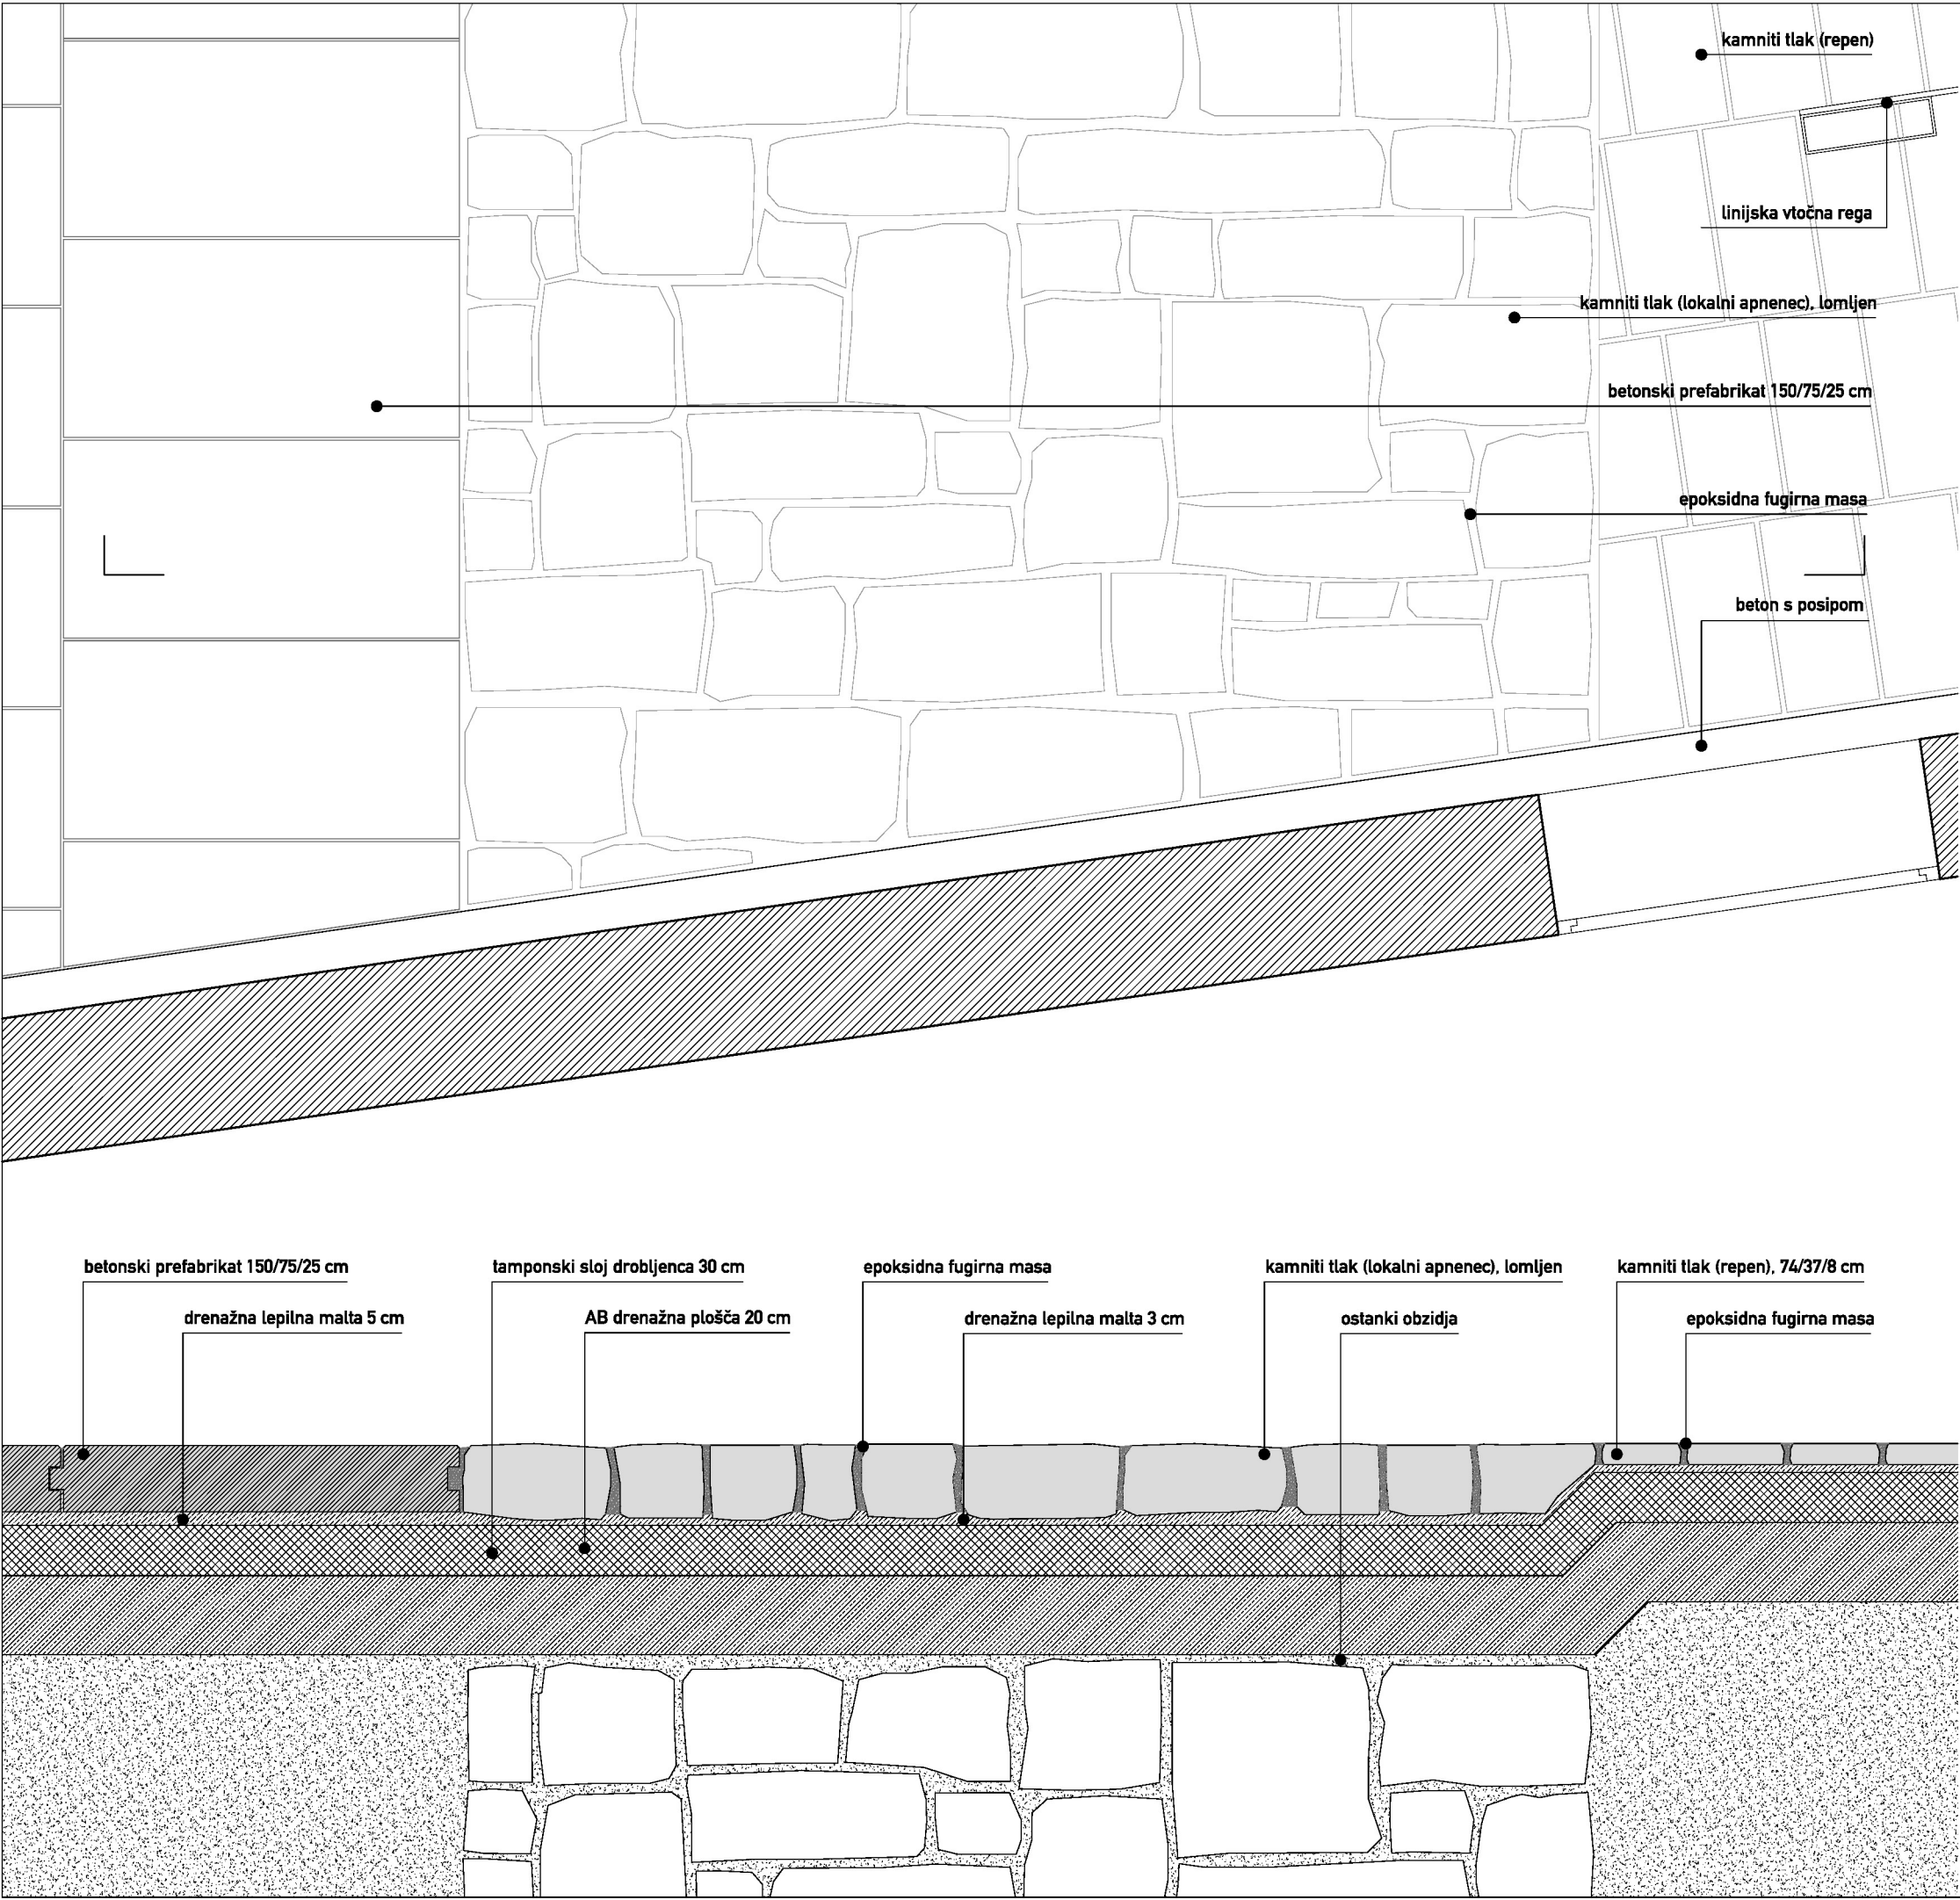 kamniti tlak (repen)
linijska vtočna rega
kamniti tlak (lokalni apnenec), lomljen
betonski prefabrikat 150/75/25 cm
epoksidna fugirna masa
beton s posipom
betonski prefabrikat 150/75/25 cm
tamponski sloj drobljenca 30 cm
epoksidna fugirna masa
kamniti tlak (lokalni apnenec), lomljen
kamniti tlak (repen), 74/37/8 cm
drenažna lepilna malta 5 cm
AB drenažna plošča 20 cm
drenažna lepilna malta 3 cm
ostanki obzidja
epoksidna fugirna masa